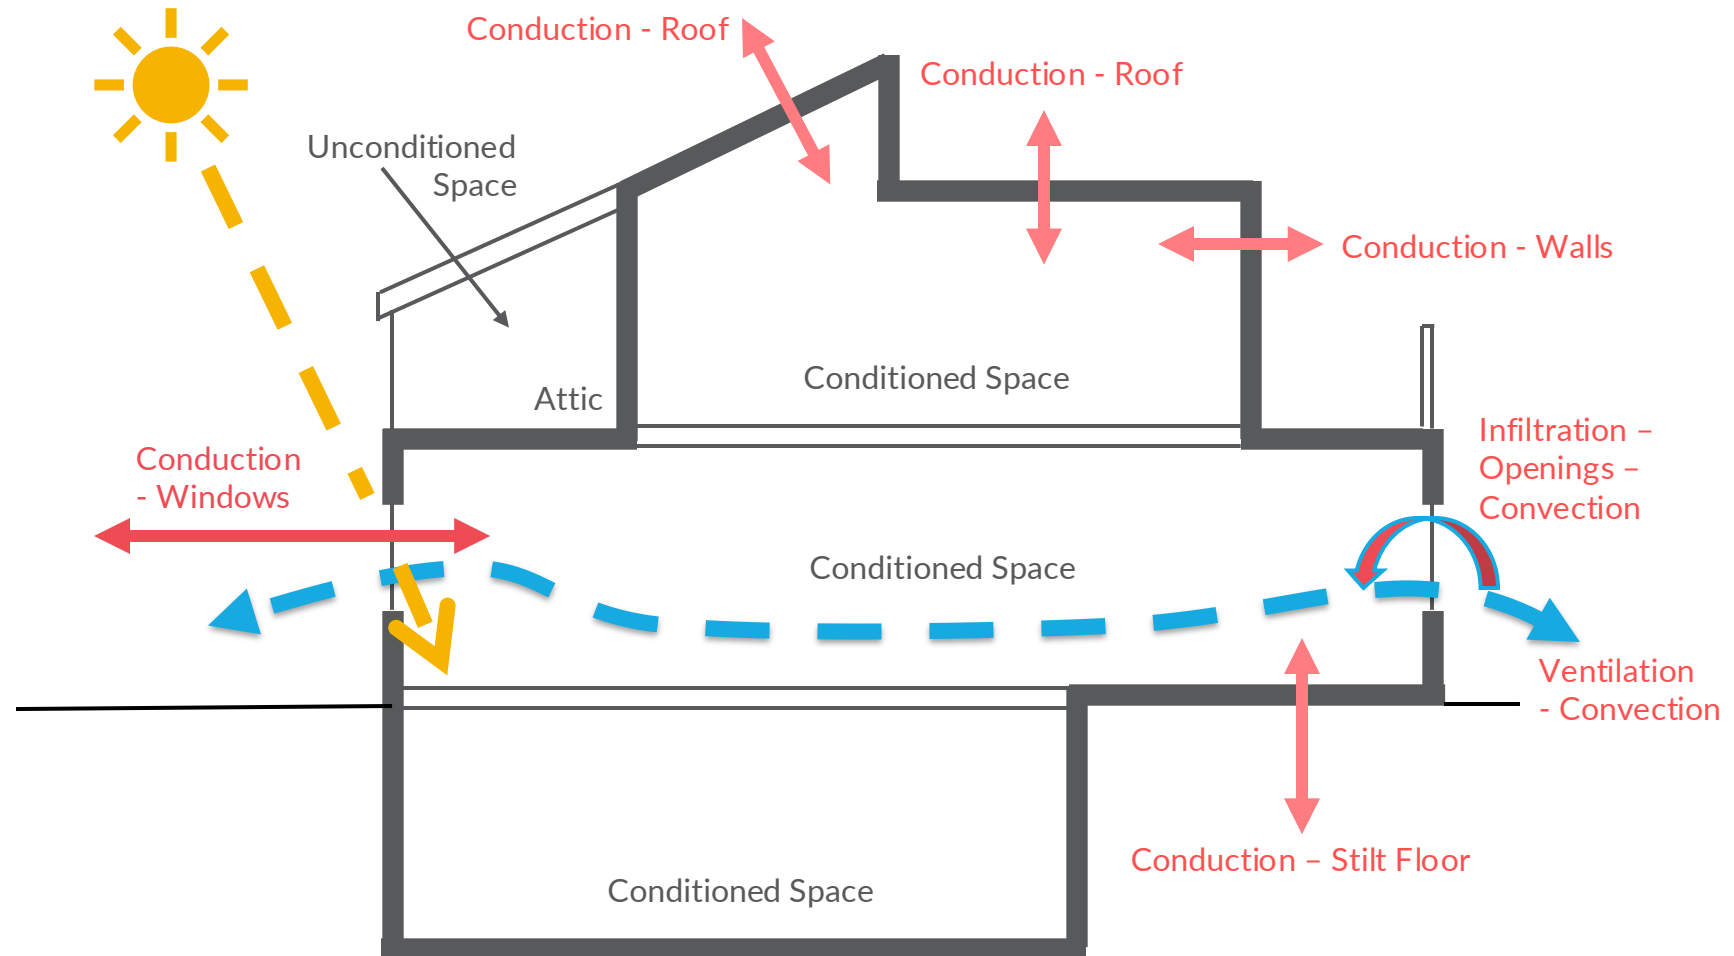 Conduction - Roof
Conduction - Roof
Unconditioned
Space
Conduction - Walls
Conditioned Space
Attic
Infiltration –
Openings –
Convection
Conduction
- Windows
Conditioned Space
Ventilation
- Convection
Conduction – Stilt Floor
Conditioned Space